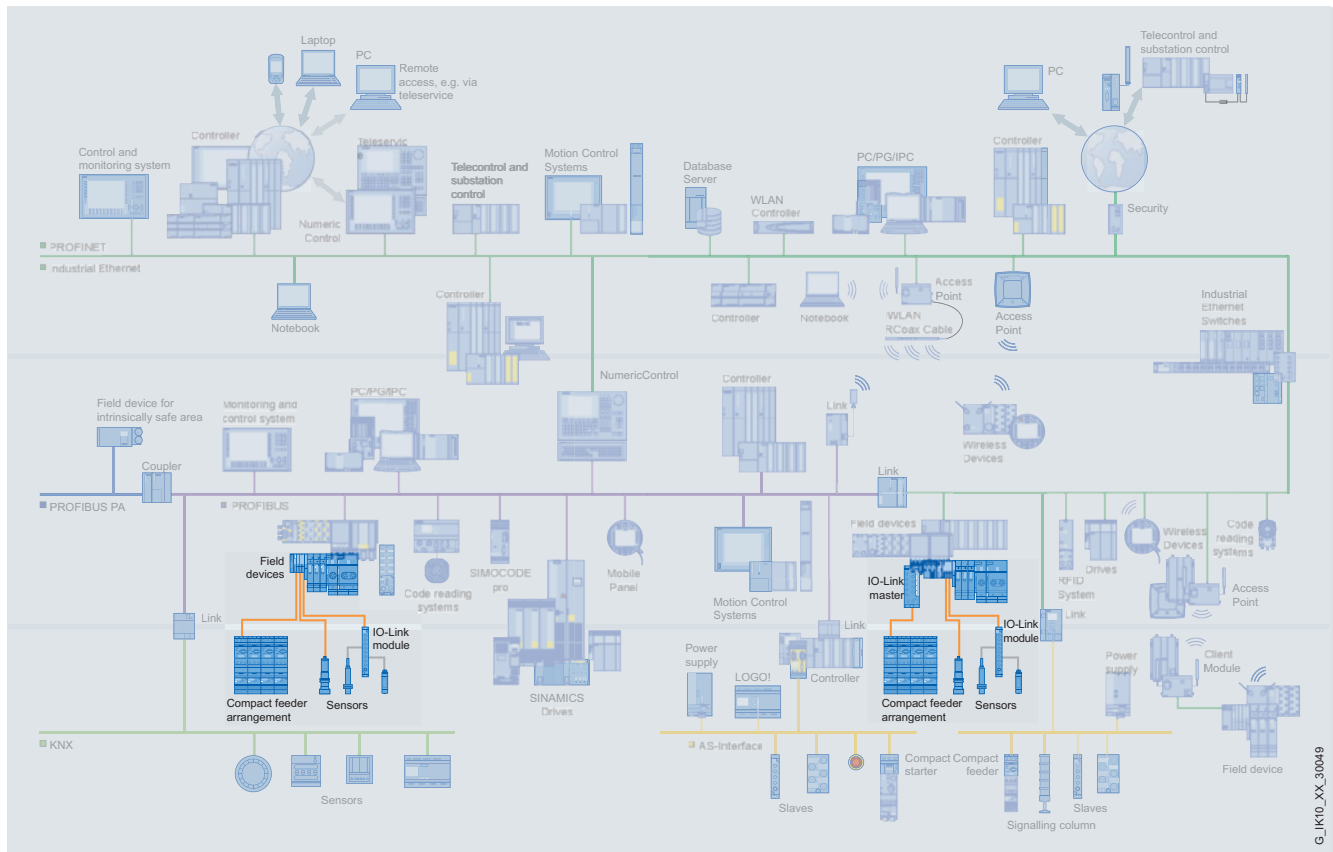 Laptop
PC
Remote
access, e.g. via
teleservice
Telecontrol and
substation control
PC
Controller
Teleservic
Control and
monitoring system
Telecontrol and
substation
control
Motion Control
Systems
Database
Server
PC/PG/IPC
Controller
WLAN
Controller
Numeric
Control
Security
PROFINET
ndustrial Ethernet
Notebook
Controller
Controller
Notebook
WLAN
RCoax Cable
Access
Point
Access
Point
Industrial
Ethernet
Switches
Field device for
intrinsically safe area
Monitoring and
control system
PC/PG/IPC
NumericControl
Controller
Link
Wireless
Devices
Coupler
Link
PROFIBUS PA
PROFIBUS
Field
devices
Code reading
systems
SIMOCODE
pro
Mobile
Panel
Motion Control
Systems
Field devices
IO-Link
master
RFID
System
Drives
Wireless
Devices
Code
reading
systems
Access
Point
Link
IO-Link
module
Compact feeder
arrangement
Sensors
SINAMICS
Drives
Power
supply
LOGO!
Link
Controller
IO-Link
module
Compact feeder
arrangement
Sensors
Link
Power
supply
Client
Module
KNX
AS-Interface
Sensors
Slaves
Compact
starter
Compact
feeder
Signalling column
Slaves
Field device
G_IK10_XX_30049